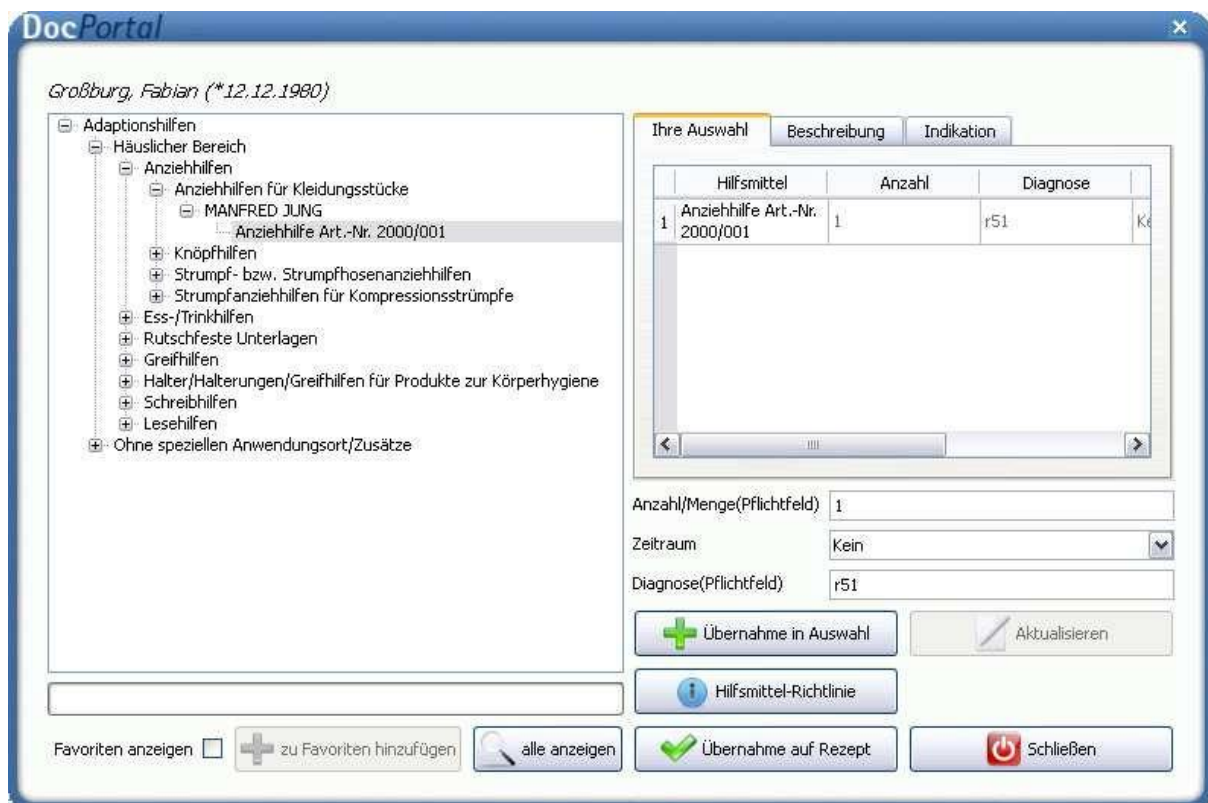 DocPortal
Großburg, Fabian (*12.12.1980)
Adaptionshilfen
Häuslicher Bereich
Anziehhilfen
Anziehhilfen für Kleidungsstücke
MANFRED JUNG
Anziehhilfe Art.-Nr. 2000/001
Knöpfhilfen
Strumpf- bzw. Strumpfhosenanziehhilfen
Strumpfanziehhilfen für Kompressionsstrümpfe
Ess-/Trinkhilfen
Rutschfeste Unterlagen
Greifhilfen
Halter/Halterungen/Greifhilfen für Produkte zur Körperhygiene
Schreibhilfen
Lesehilfen
Ohne speziellen Anwendungsort/Zusätze
Favoriten anzeigen
zu Favoriten hinzufügen
alle anzeigen
Ihre Auswahl Beschreibung Indikation
Hilfsmittel Anzahl Diagnose
1 Anziehhilfe Art.-Nr. 1 r51
2000/001
Anzahl/Menge(Pflichtfeld) 1
Zeitraum Kein
Diagnose(Pflichtfeld) r51
Übernahme in Auswahl Aktualisieren
Hilfsmittel-Richtlinie
Übernahme auf Rezept Schließen